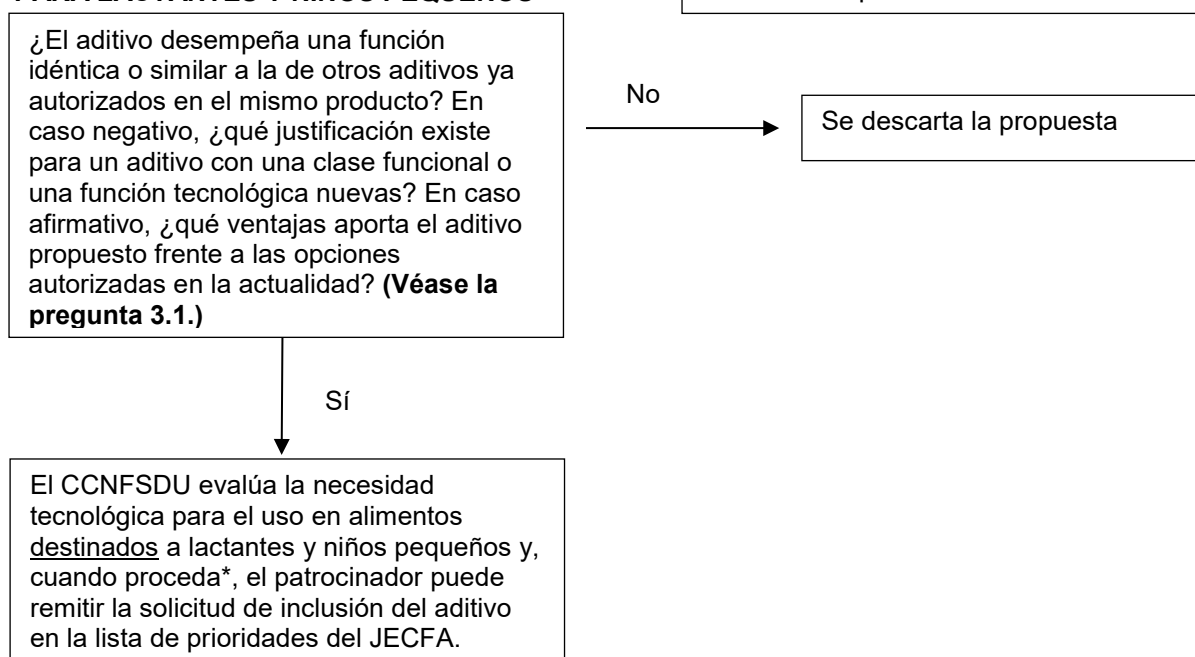 ¿El aditivo desempeña una función
idéntica o similar a la de otros aditivos ya
autorizados en el mismo producto? En
caso negativo, ¿qué justificación existe
para un aditivo con una clase funcional o
una función tecnológica nuevas? En caso
afirmativo, ¿qué ventajas aporta el aditivo
propuesto frente a las opciones
autorizadas en la actualidad? (Véase la
pregunta 3.1.)
No
Se descarta la propuesta
Sí
El CCNFSDU evalúa la necesidad
tecnológica para el uso en alimentos
destinados a lactantes y niños pequeños y,
cuando proceda*, el patrocinador puede
remitir la solicitud de inclusión del aditivo
en la lista de prioridades del JECFA.